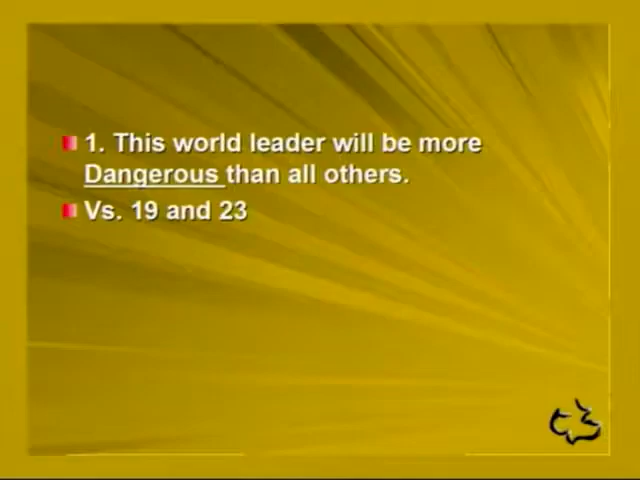 1. This world leader will be more
Dangerous than all others.
Vs. 19 and 23